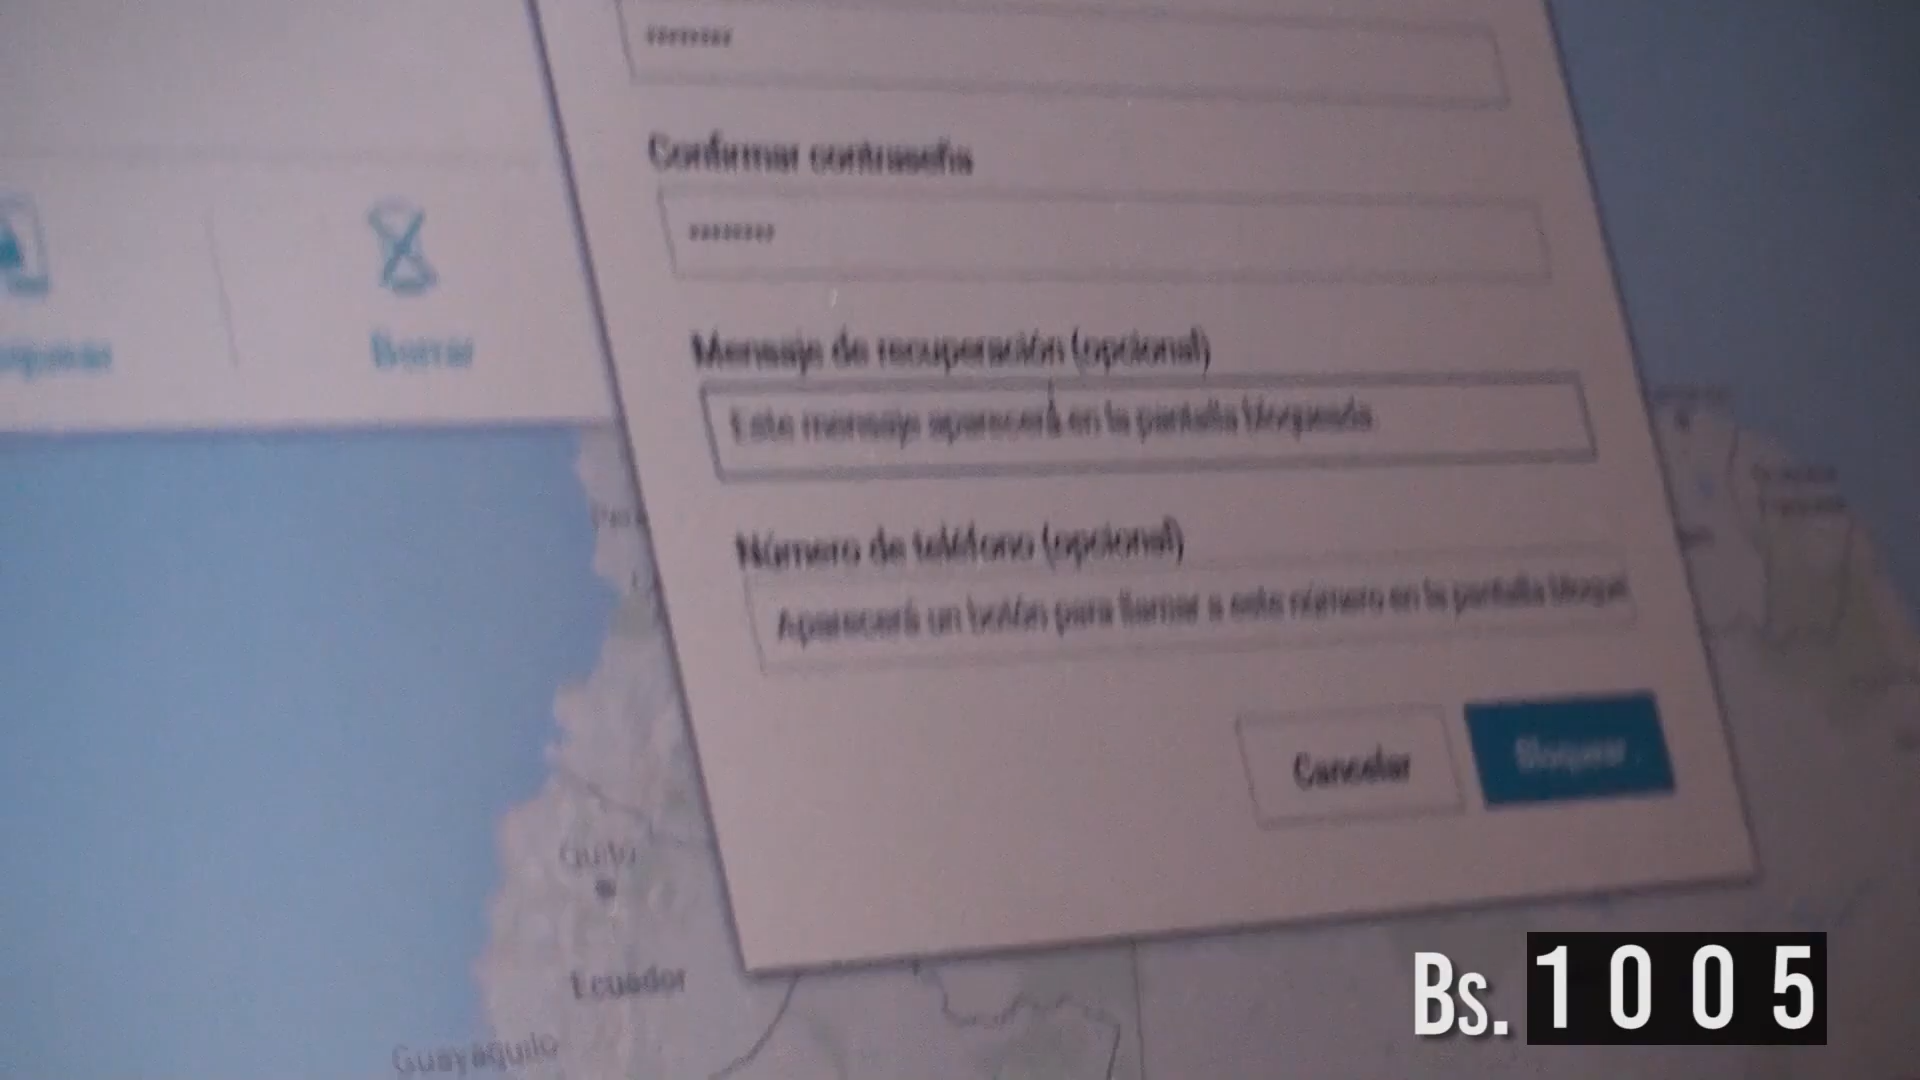 Confirmar contraseña
Borrar
Mensaje de recuperación (opcional)
Este mensaje aparecerá en la pantalla bloqueada
Número de teléfono (opcional)
Aparecerá un botón para llamar a este número en la pantalla bloque
Cancelar
Bloquear
Quito
Ecuador
Guayaquil
Bs. 1005